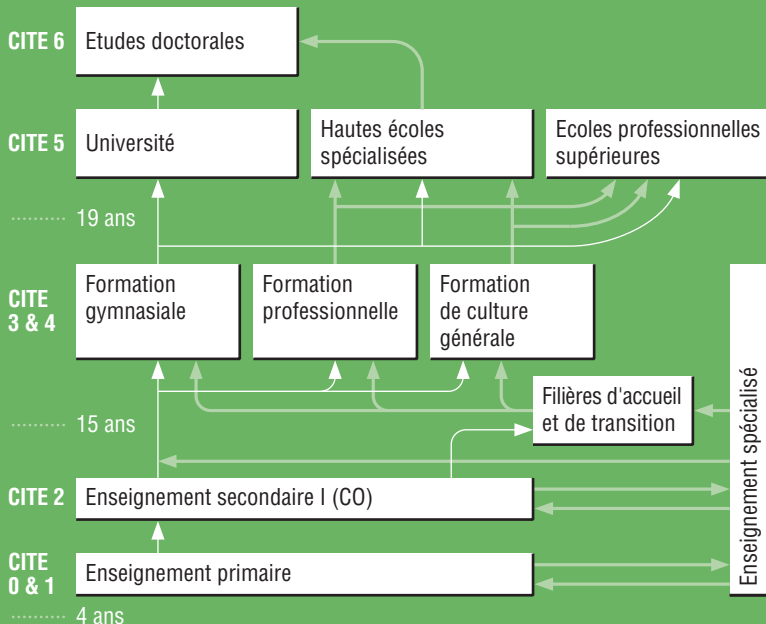 CITE 6
Etudes doctorales
CITE 5
Université
Hautes écoles
spécialisées
Ecoles professionnelles
supérieures
19 ans
CITE
3 & 4
Formation
gymnasiale
Formation
professionnelle
Formation
de culture
générale
Filières d'accueil
et de transition
15 ans
Enseignement spécialisé
CITE 2
Enseignement secondaire I (CO)
CITE
0 & 1
Enseignement primaire
4 ans